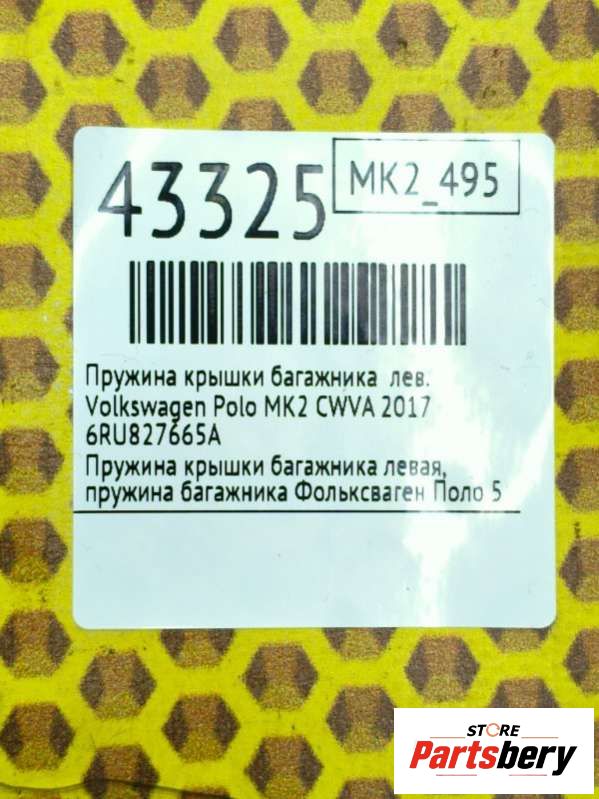 43325
MK2_495
Пружина крышки багажника лев.
Volkswagen Polo MK2 CWVA 2017
6RU827665A
Пружина крышки багажника левая,
пружина багажника Фольксваген Поло 5
STORE
Partsbery